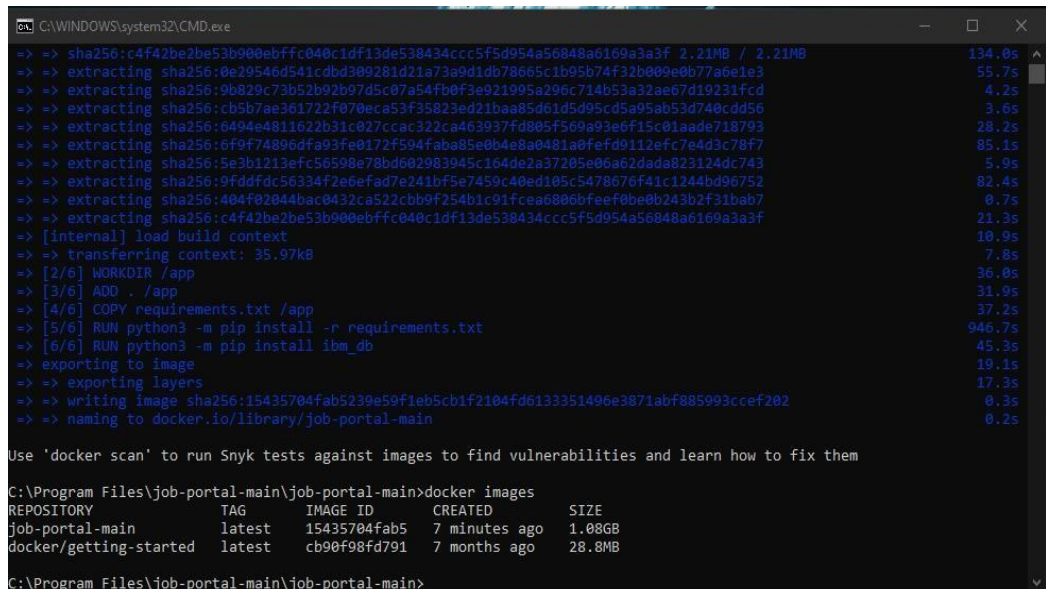 C:\WINDOWS\system32\CMD.exe
=> => sha256:c4f42be2be53b900ebffc040c1df13de538434ccc5f5d954a56848a6169a3a3f 2.21MB / 2.21MB 134.0s
=> => extracting sha256:0e29546d541cdbd309281d21a73a9d1db78665c1b95b74f32b009e0b77a6e1e3 55.7s
=> => extracting sha256:9b829c73b52b92b97d5c07a54fb0f3e921995a296c714b53a32ae67d19231fcd 4.2s
=> => extracting sha256:cb5b7ae361722f070eca53f35823ed21baa85d61d5d95cd5a95ab53d740cdd56 3.6s
=> => extracting sha256:6494e4811622b31c027ccac322ca463937fd805f569a93e6f15c01aade718793 28.2s
=> => extracting sha256:6f9f74896dfa93fe0172f594faba85e0b4e8a0481a0fefd9112efc7e4d3c78f7 85.1s
=> => extracting sha256:5e3b1213efc56598e78bd602983945c164de2a37205e06a62dada823124dc743 5.9s
=> => extracting sha256:9fddfdc56334f2e6efad7e241bf5e7459c40ed105c5478676f41c1244bd96752 82.4s
=> => extracting sha256:404f02044bac0432ca522cbb9f254b1c91fcea6806bfeef0be0b243b2f31bab7 0.7s
=> => extracting sha256:c4f42be2be53b900ebffc040c1df13de538434ccc5f5d954a56848a6169a3a3f 21.3s
=> [internal] load build context 10.9s
=> => transferring context: 35.97kB 7.8s
=> [2/6] WORKDIR /app 36.0s
=> [3/6] ADD . /app 31.9s
=> [4/6] COPY requirements.txt /app 37.2s
=> [5/6] RUN python3 -m pip install -r requirements.txt 946.7s
=> [6/6] RUN python3 -m pip install ibm_db 45.3s
=> exporting to image 19.1s
=> => exporting layers 17.3s
=> => writing image sha256:15435704fab5239e59f1eb5cb1f2104fd6133351496e3871abf885993ccef202 0.3s
=> => naming to docker.io/library/job-portal-main 0.2s
Use 'docker scan' to run Snyk tests against images to find vulnerabilities and learn how to fix them
C:\Program Files\job-portal-main\job-portal-main>docker images
REPOSITORY TAG IMAGE ID CREATED SIZE
job-portal-main latest 15435704fab5 7 minutes ago 1.08GB
docker/getting-started latest cb90f98fd791 7 months ago 28.8MB
C:\Program Files\job-portal-main\job-portal-main>